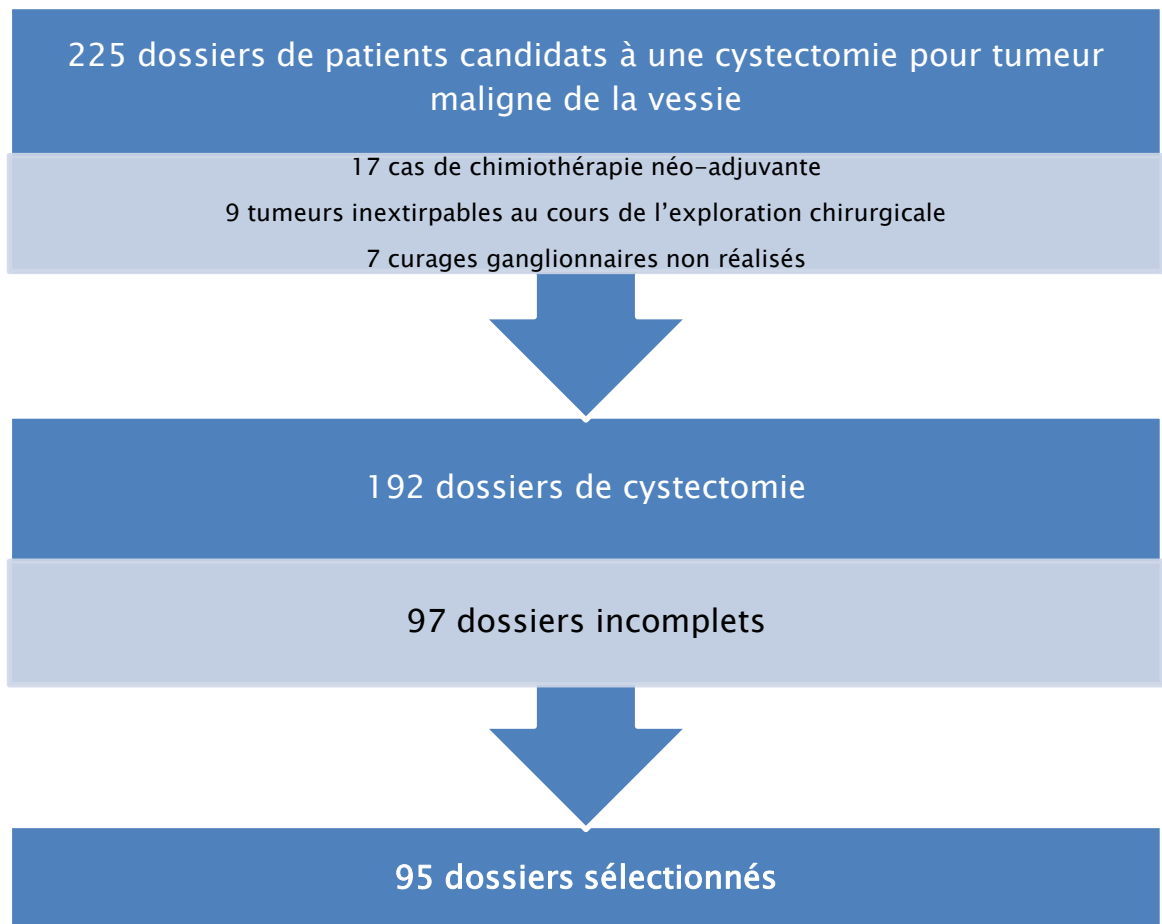 225 dossiers de patients candidats à une cystectomie pour tumeur
maligne de la vessie
17 cas de chimiothérapie néo-adjuvante
9 tumeurs inextirpables au cours de l’exploration chirurgicale
7 curages ganglionnaires non réalisés
192 dossiers de cystectomie
97 dossiers incomplets
95 dossiers sélectionnés